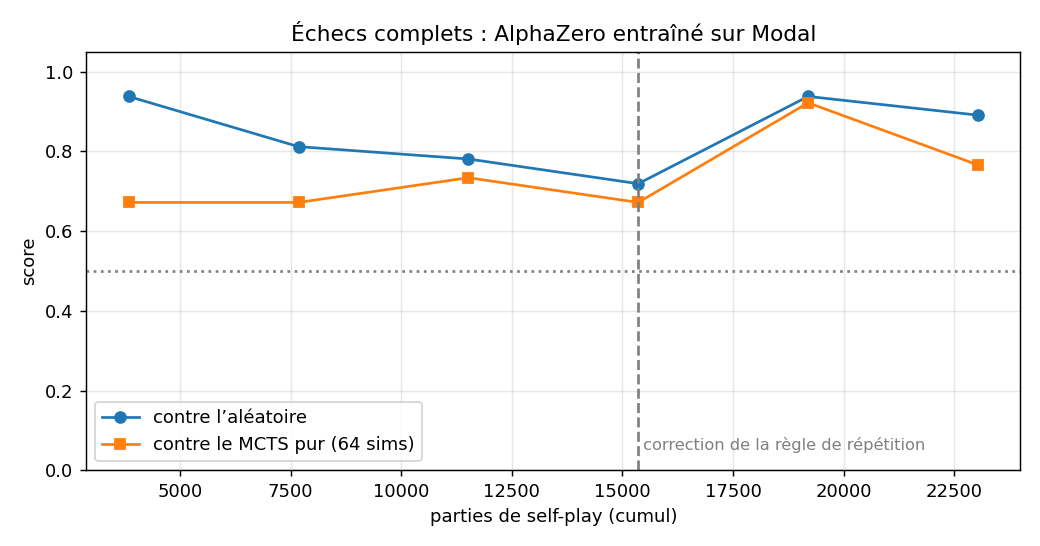 Échecs complets : AlphaZero entraîné sur Modal
score
1.0
0.8
0.6
0.4
0.2
0.0
contre l’aléatoire
contre le MCTS pur (64 sims)
correction de la règle de répétition
5000 7500 10000 12500 15000 17500 20000 22500
parties de self-play (cumul)